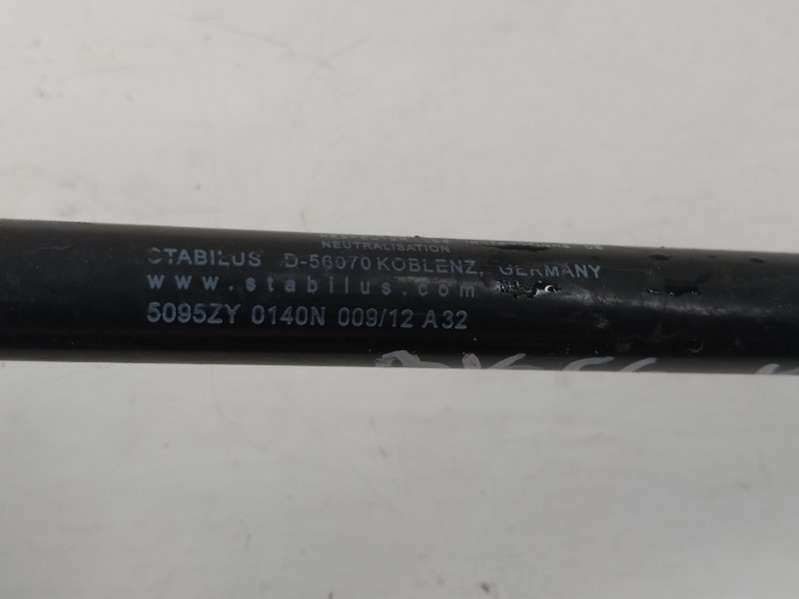 NEUTRALISATION
STABILUS D-56070 KOBLENZ, GERMANY
www.stabilus.com
5095ZY 0140N 009/12 A32